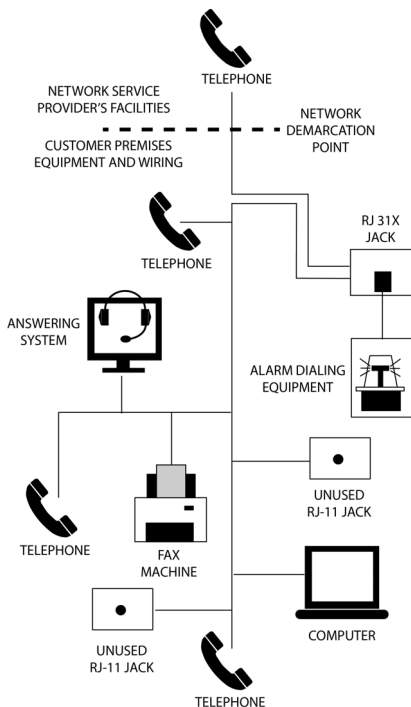 TELEPHONE
NETWORK SERVICE
PROVIDER'S FACILITIES
NETWORK
DEMARCATION
POINT
CUSTOMER PREMISES
EQUIPMENT AND WIRING
RJ 31X
JACK
TELEPHONE
ANSWERING
SYSTEM
ALARM DIALING
EQUIPMENT
UNUSED
RJ-11 JACK
TELEPHONE
FAX
MACHINE
COMPUTER
UNUSED
RJ-11 JACK
TELEPHONE